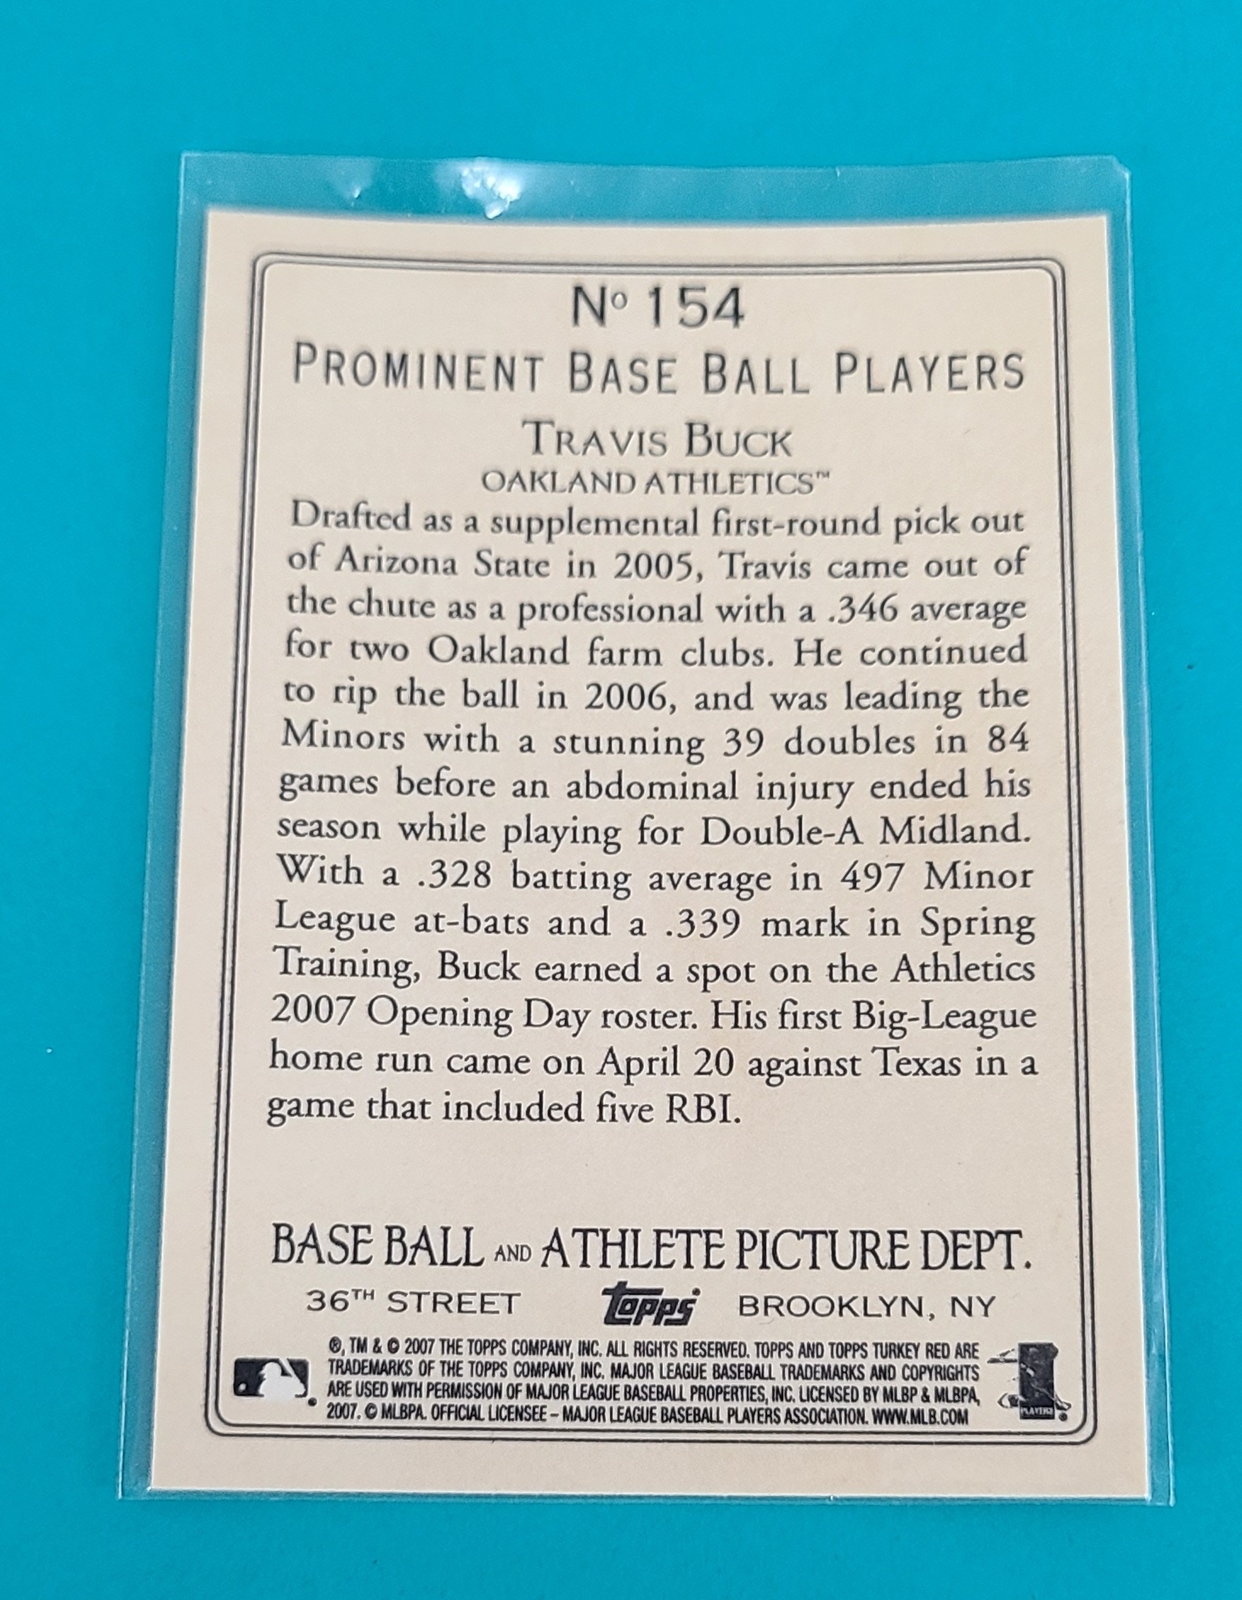 Nº 154
PROMINENT BASE BALL PLAYERS
TRAVIS BUCK
OAKLAND ATHLETICS™
Drafted as a supplemental first-round pick out
of Arizona State in 2005, Travis came out of
the chute as a professional with a .346 average
for two Oakland farm clubs. He continued
to rip the ball in 2006, and was leading the
Minors with a stunning 39 doubles in 84
games before an abdominal injury ended his
season while playing for Double-A Midland.
With a .328 batting average in 497 Minor
League at-bats and a .339 mark in Spring
Training, Buck earned a spot on the Athletics
2007 Opening Day roster. His first Big-League
home run came on April 20 against Texas in a
game that included five RBI.
BASE BALL AND ATHLETE PICTURE DEPT.
36TH STREET topps BROOKLYN, NY
®, TM & © 2007 THE TOPPS COMPANY, INC. ALL RIGHTS RESERVED. TOPPS AND TOPPS TURKEY RED ARE
TRADEMARKS OF THE TOPPS COMPANY, INC. MAJOR LEAGUE BASEBALL TRADEMARKS AND COPYRIGHTS
ARE USED WITH PERMISSION OF MAJOR LEAGUE BASEBALL PROPERTIES, INC. LICENSED BY MLBP & MLBPA,
2007. © MLBPA. OFFICIAL LICENSEE – MAJOR LEAGUE BASEBALL PLAYERS ASSOCIATION. WWW.MLB.COM
PLAYERS